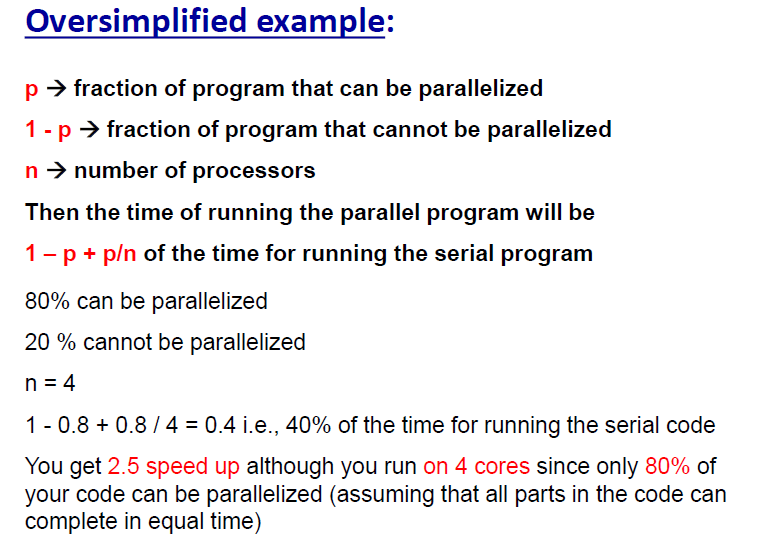 Oversimplified example:
p → fraction of program that can be parallelized
1 - p → fraction of program that cannot be parallelized
n → number of processors
Then the time of running the parallel program will be
1 – p + p/n of the time for running the serial program
80% can be parallelized
20 % cannot be parallelized
n = 4
1 - 0.8 + 0.8 / 4 = 0.4 i.e., 40% of the time for running the serial code
You get 2.5 speed up although you run on 4 cores since only 80% of
your code can be parallelized (assuming that all parts in the code can
complete in equal time)